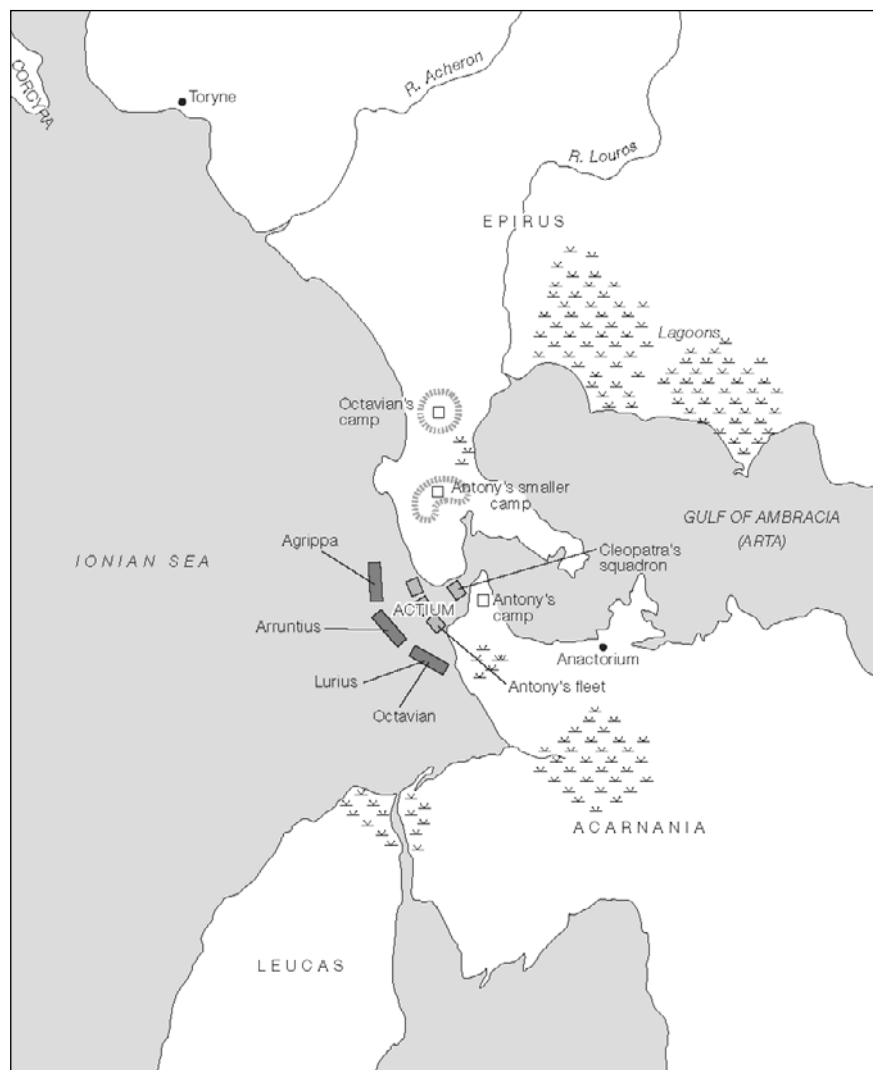 CORCYRA
Toryne
R. Acheron
R. Louros
EPIRUS
Lagoons
Octavian's
camp
Antony's smaller
camp
GULF OF AMBRACIA
(ARTA)
IONIAN SEA
Agrippa
Cleopatra's
squadron
ACTIUM
Antony's
camp
Arruntius
Anactorium
Lurius
Antony's fleet
Octavian
ACARNANIA
LEUCAS